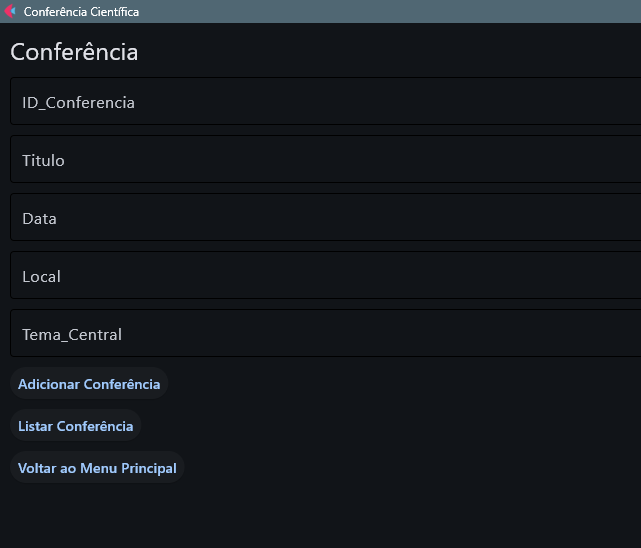 Conferência Científica
Conferência
ID_Conferencia
Titulo
Data
Local
Tema_Central
Adicionar Conferência
Listar Conferência
Voltar ao Menu Principal